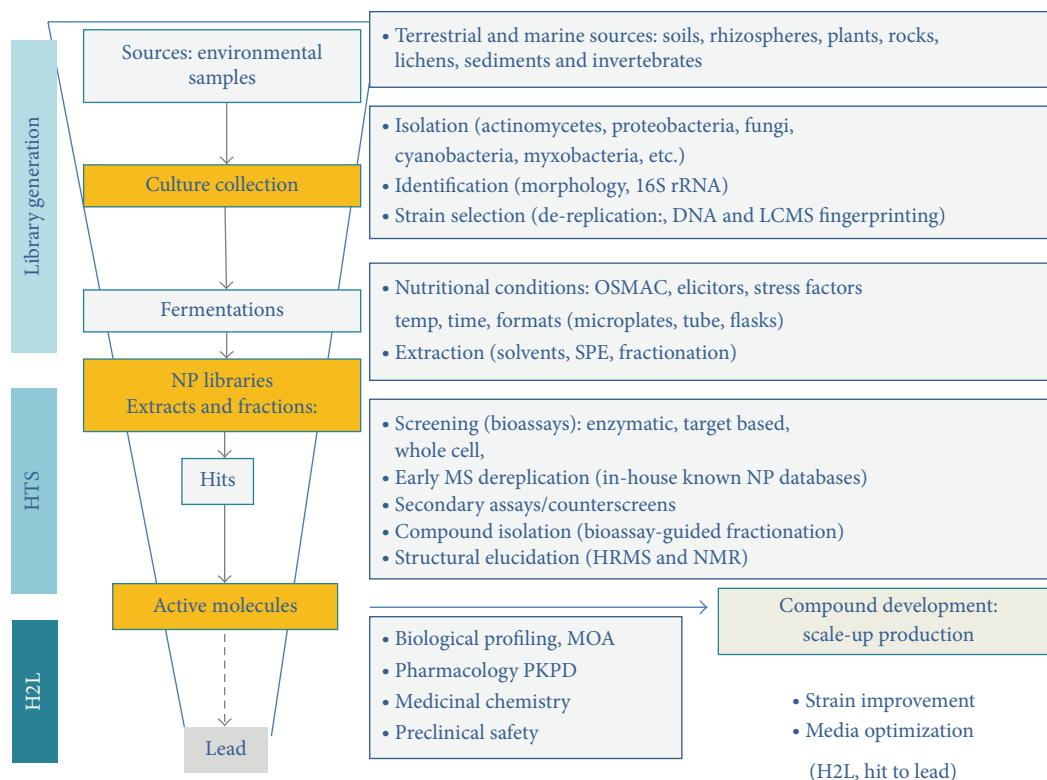 Library generation
Sources: environmental
samples
• Terrestrial and marine sources: soils, rhizospheres, plants, rocks,
lichens, sediments and invertebrates
Culture collection
• Isolation (actinomycetes, proteobacteria, fungi,
cyanobacteria, myxobacteria, etc.)
• Identification (morphology, 16S rRNA)
• Strain selection (de-replication:, DNA and LCMS fingerprinting)
Fermentations
• Nutritional conditions: OSMAC, elicitors, stress factors
temp, time, formats (microplates, tube, flasks)
• Extraction (solvents, SPE, fractionation)
NP libraries
Extracts and fractions:
HTS
Hits
• Screening (bioassays): enzymatic, target based,
whole cell,
• Early MS dereplication (in-house known NP databases)
• Secondary assays/counterscreens
• Compound isolation (bioassay-guided fractionation)
• Structural elucidation (HRMS and NMR)
Active molecules
Compound development:
scale-up production
H2L
• Biological profiling, MOA
• Pharmacology PKPD
• Medicinal chemistry
• Preclinical safety
• Strain improvement
• Media optimization
(H2L, hit to lead)
Lead